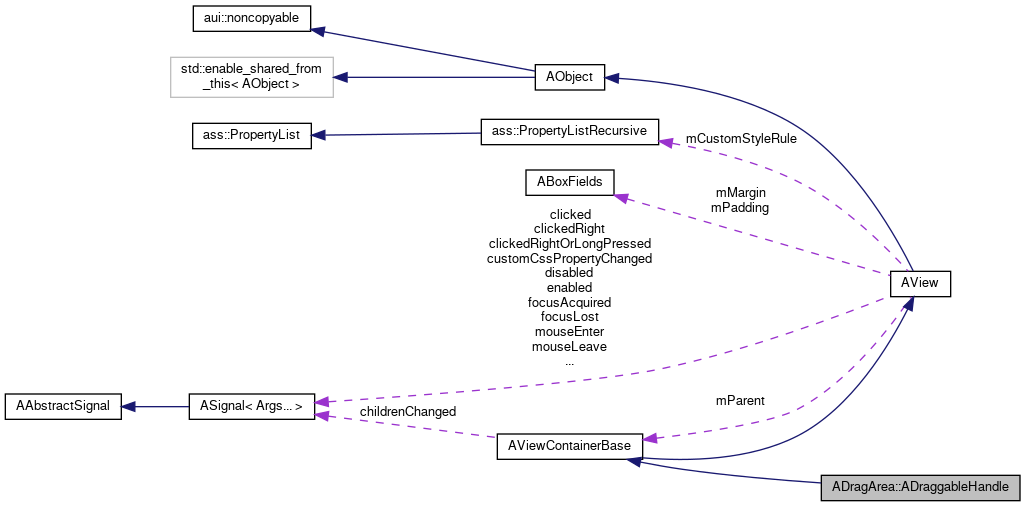 aui::noncopyable
std::enable_shared_from
_this< AObject >
AObject
ass::PropertyList
ass::PropertyListRecursive
mCustomStyleRule
ABoxFields
mMargin
mPadding
clicked
clickedRight
clickedRightOrLongPressed
customCssPropertyChanged
disabled
enabled
focusAcquired
focusLost
mouseEnter
mouseLeave
...
AView
AAbstractSignal
ASignal< Args... >
childrenChanged
mParent
AViewContainerBase
ADragArea::ADraggableHandle